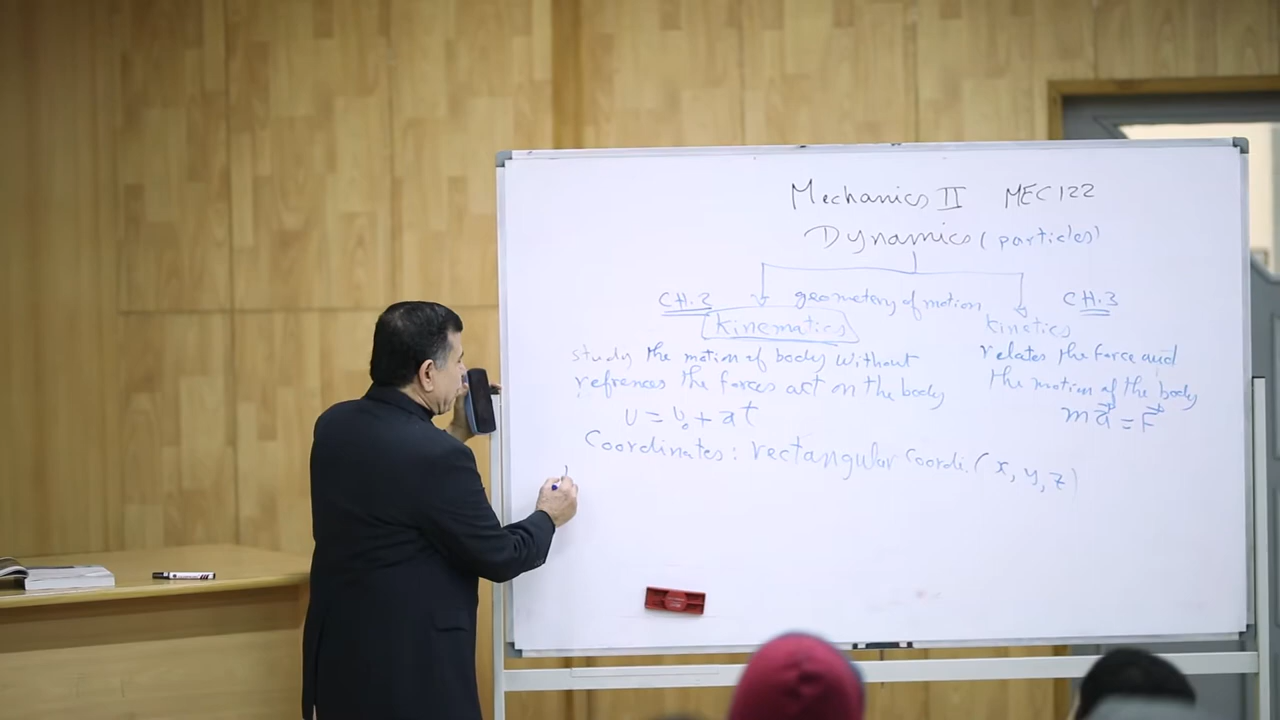 Mechanics II MEC122
Dynamics (particles)
CH.2 geometery of motion CH.3
Kinematics kinetics
study the motion of body without
refrences the forces act on the body
relates the force and
the motion of the body
v = v₀ + at
ma⃗ = F⃗
Coordinates: rectangular coordi. (x, y, z)